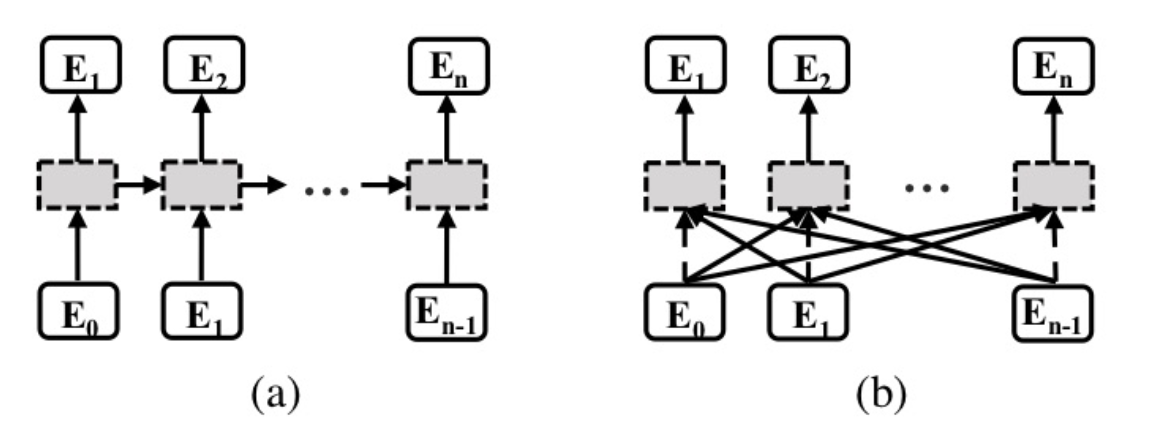 E₁ E₂ Eₙ E₁ E₂ Eₙ
... ...
E₀ E₁ Eₙ₋₁ E₀ E₁ Eₙ₋₁
(a) (b)